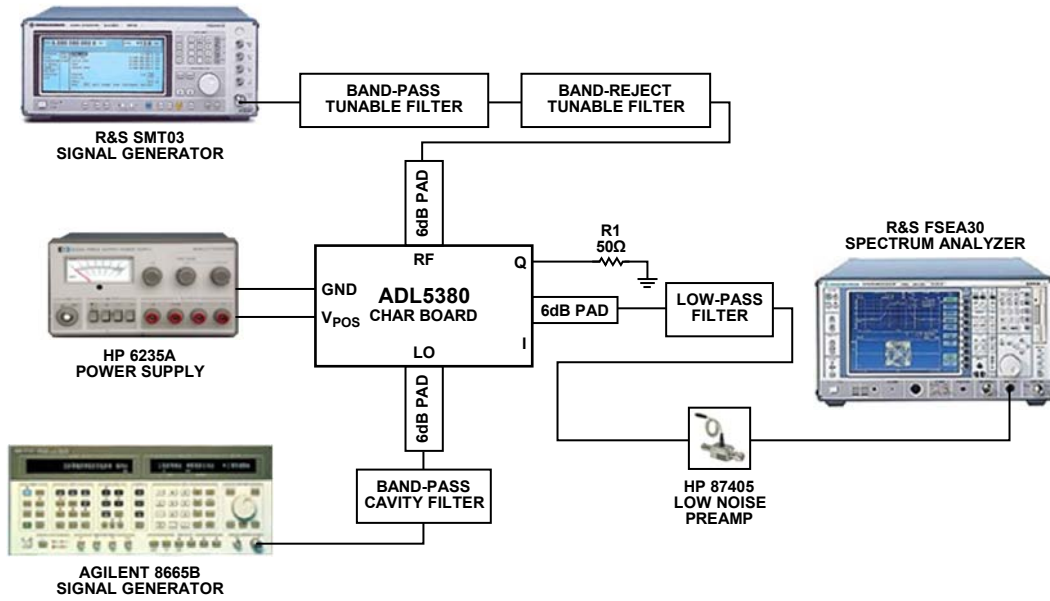 BAND-PASS
TUNABLE FILTER
BAND-REJECT
TUNABLE FILTER
R&S SMT03
SIGNAL GENERATOR
6dB PAD
R&S FSEA30
SPECTRUM ANALYZER
R1
50Ω
RF
Q
GND
ADL5380
CHAR BOARD
VPOS
6dB PAD
LOW-PASS
FILTER
I
LO
HP 6235A
POWER SUPPLY
6dB PAD
HP 87405
LOW NOISE
PREAMP
BAND-PASS
CAVITY FILTER
AGILENT 8665B
SIGNAL GENERATOR